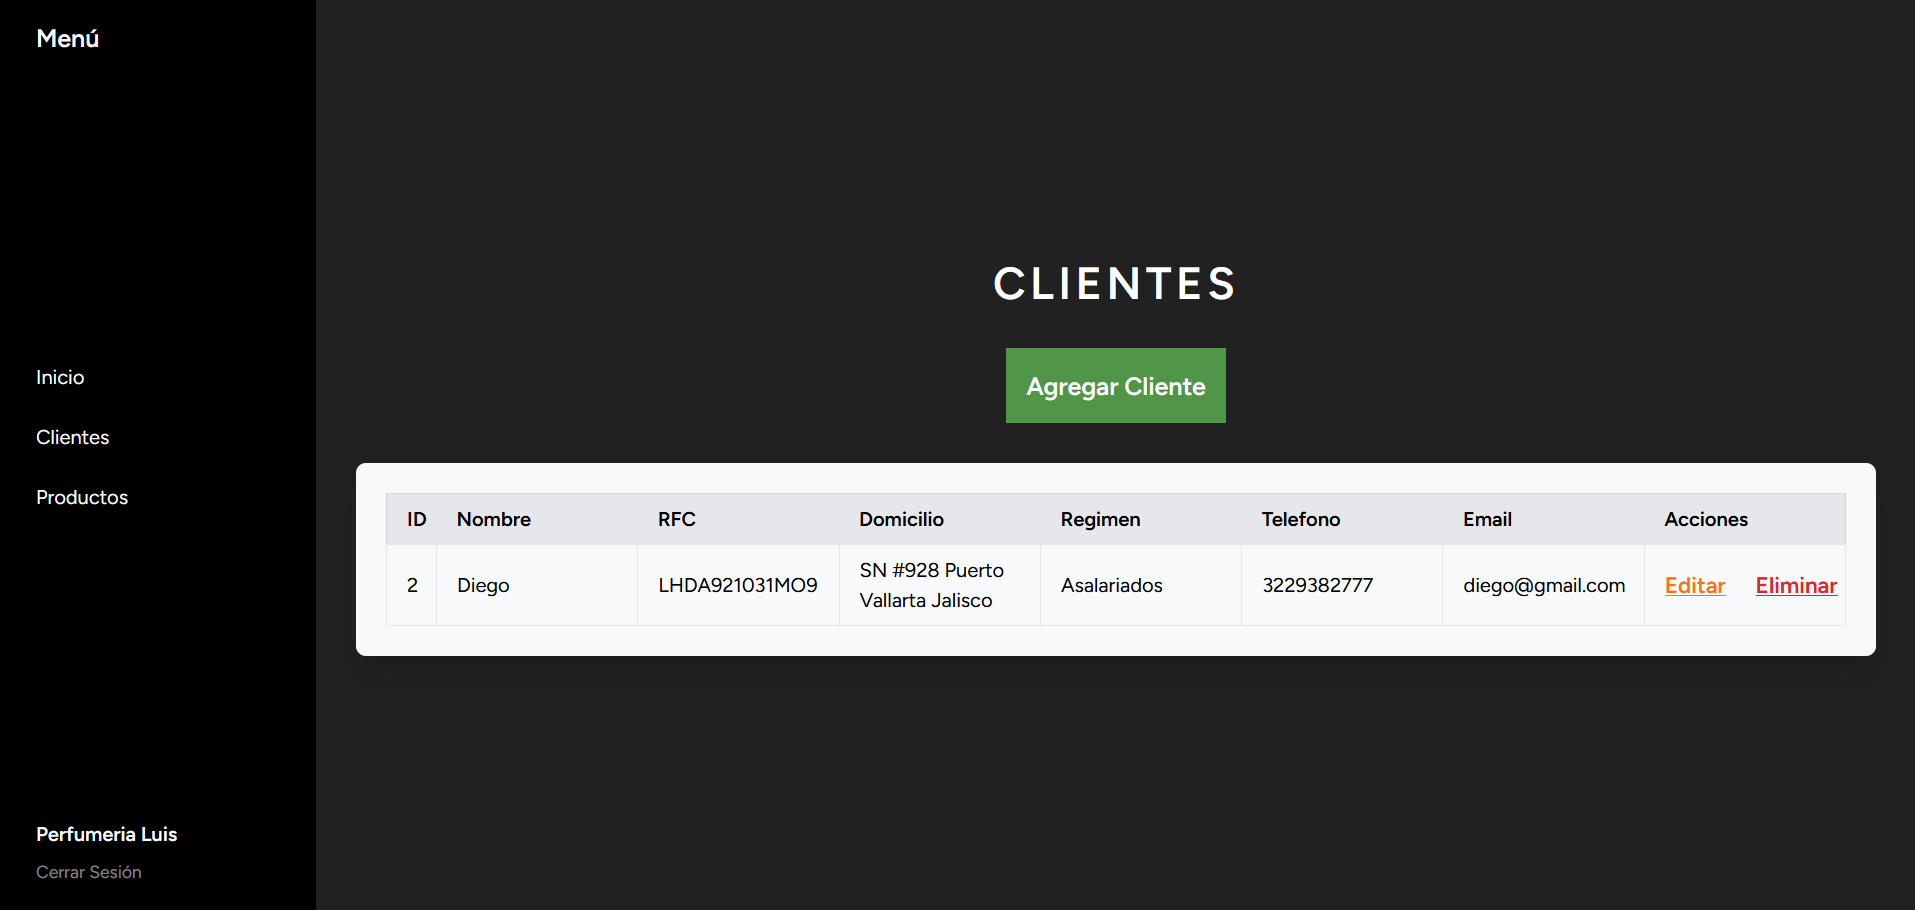 Menú
Inicio
Clientes
Productos
Perfumeria Luis
Cerrar Sesión
CLIENTES
Agregar Cliente
ID Nombre RFC Domicilio Regimen Telefono Email Acciones
2 Diego LHDA921031MO9 SN #928 Puerto Vallarta Jalisco Asalariados 3229382777 diego@gmail.com Editar Eliminar